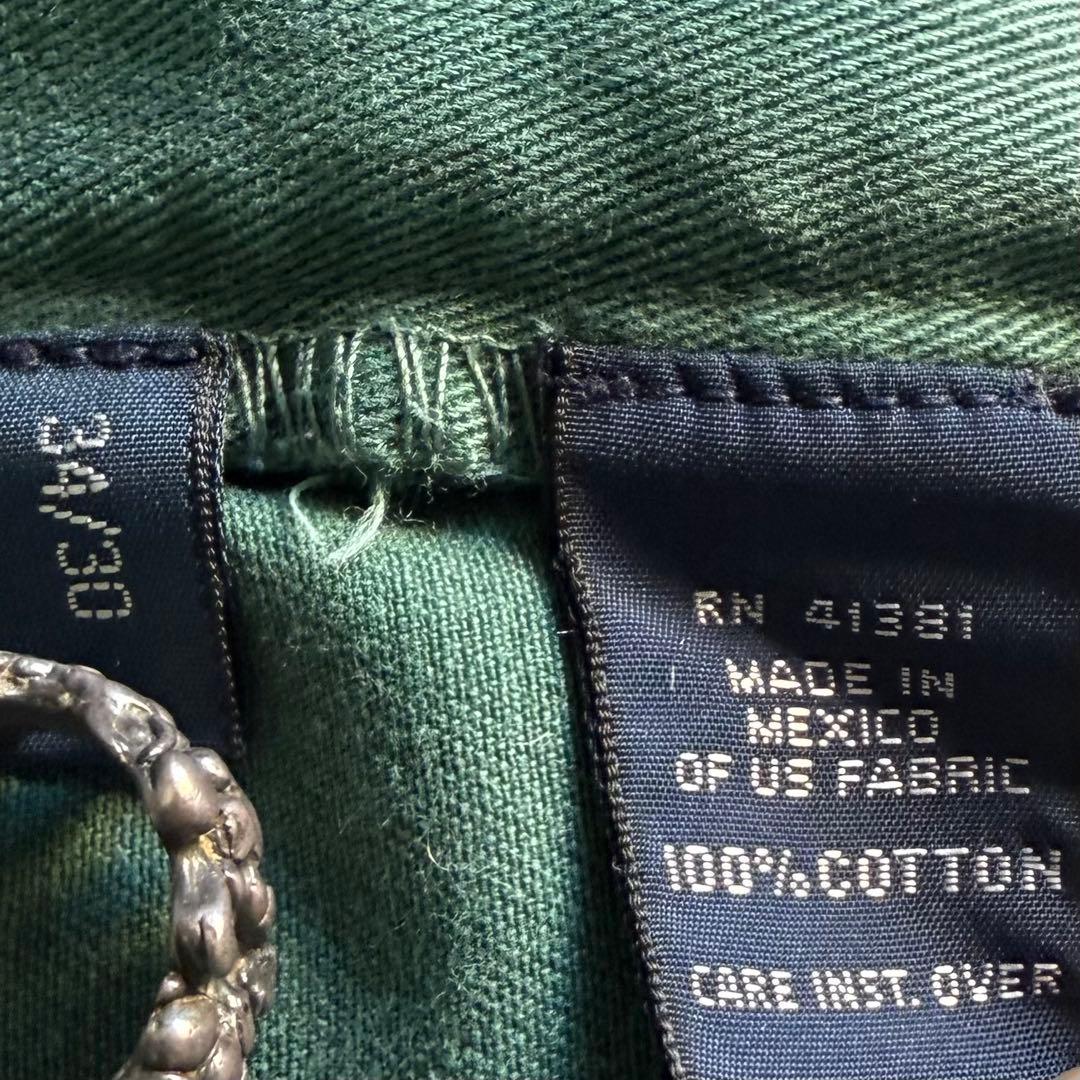 34/30
RN 41381
MADE IN
MEXICO
OF US FABRIC
100% COTTON
CARE INST. OVER